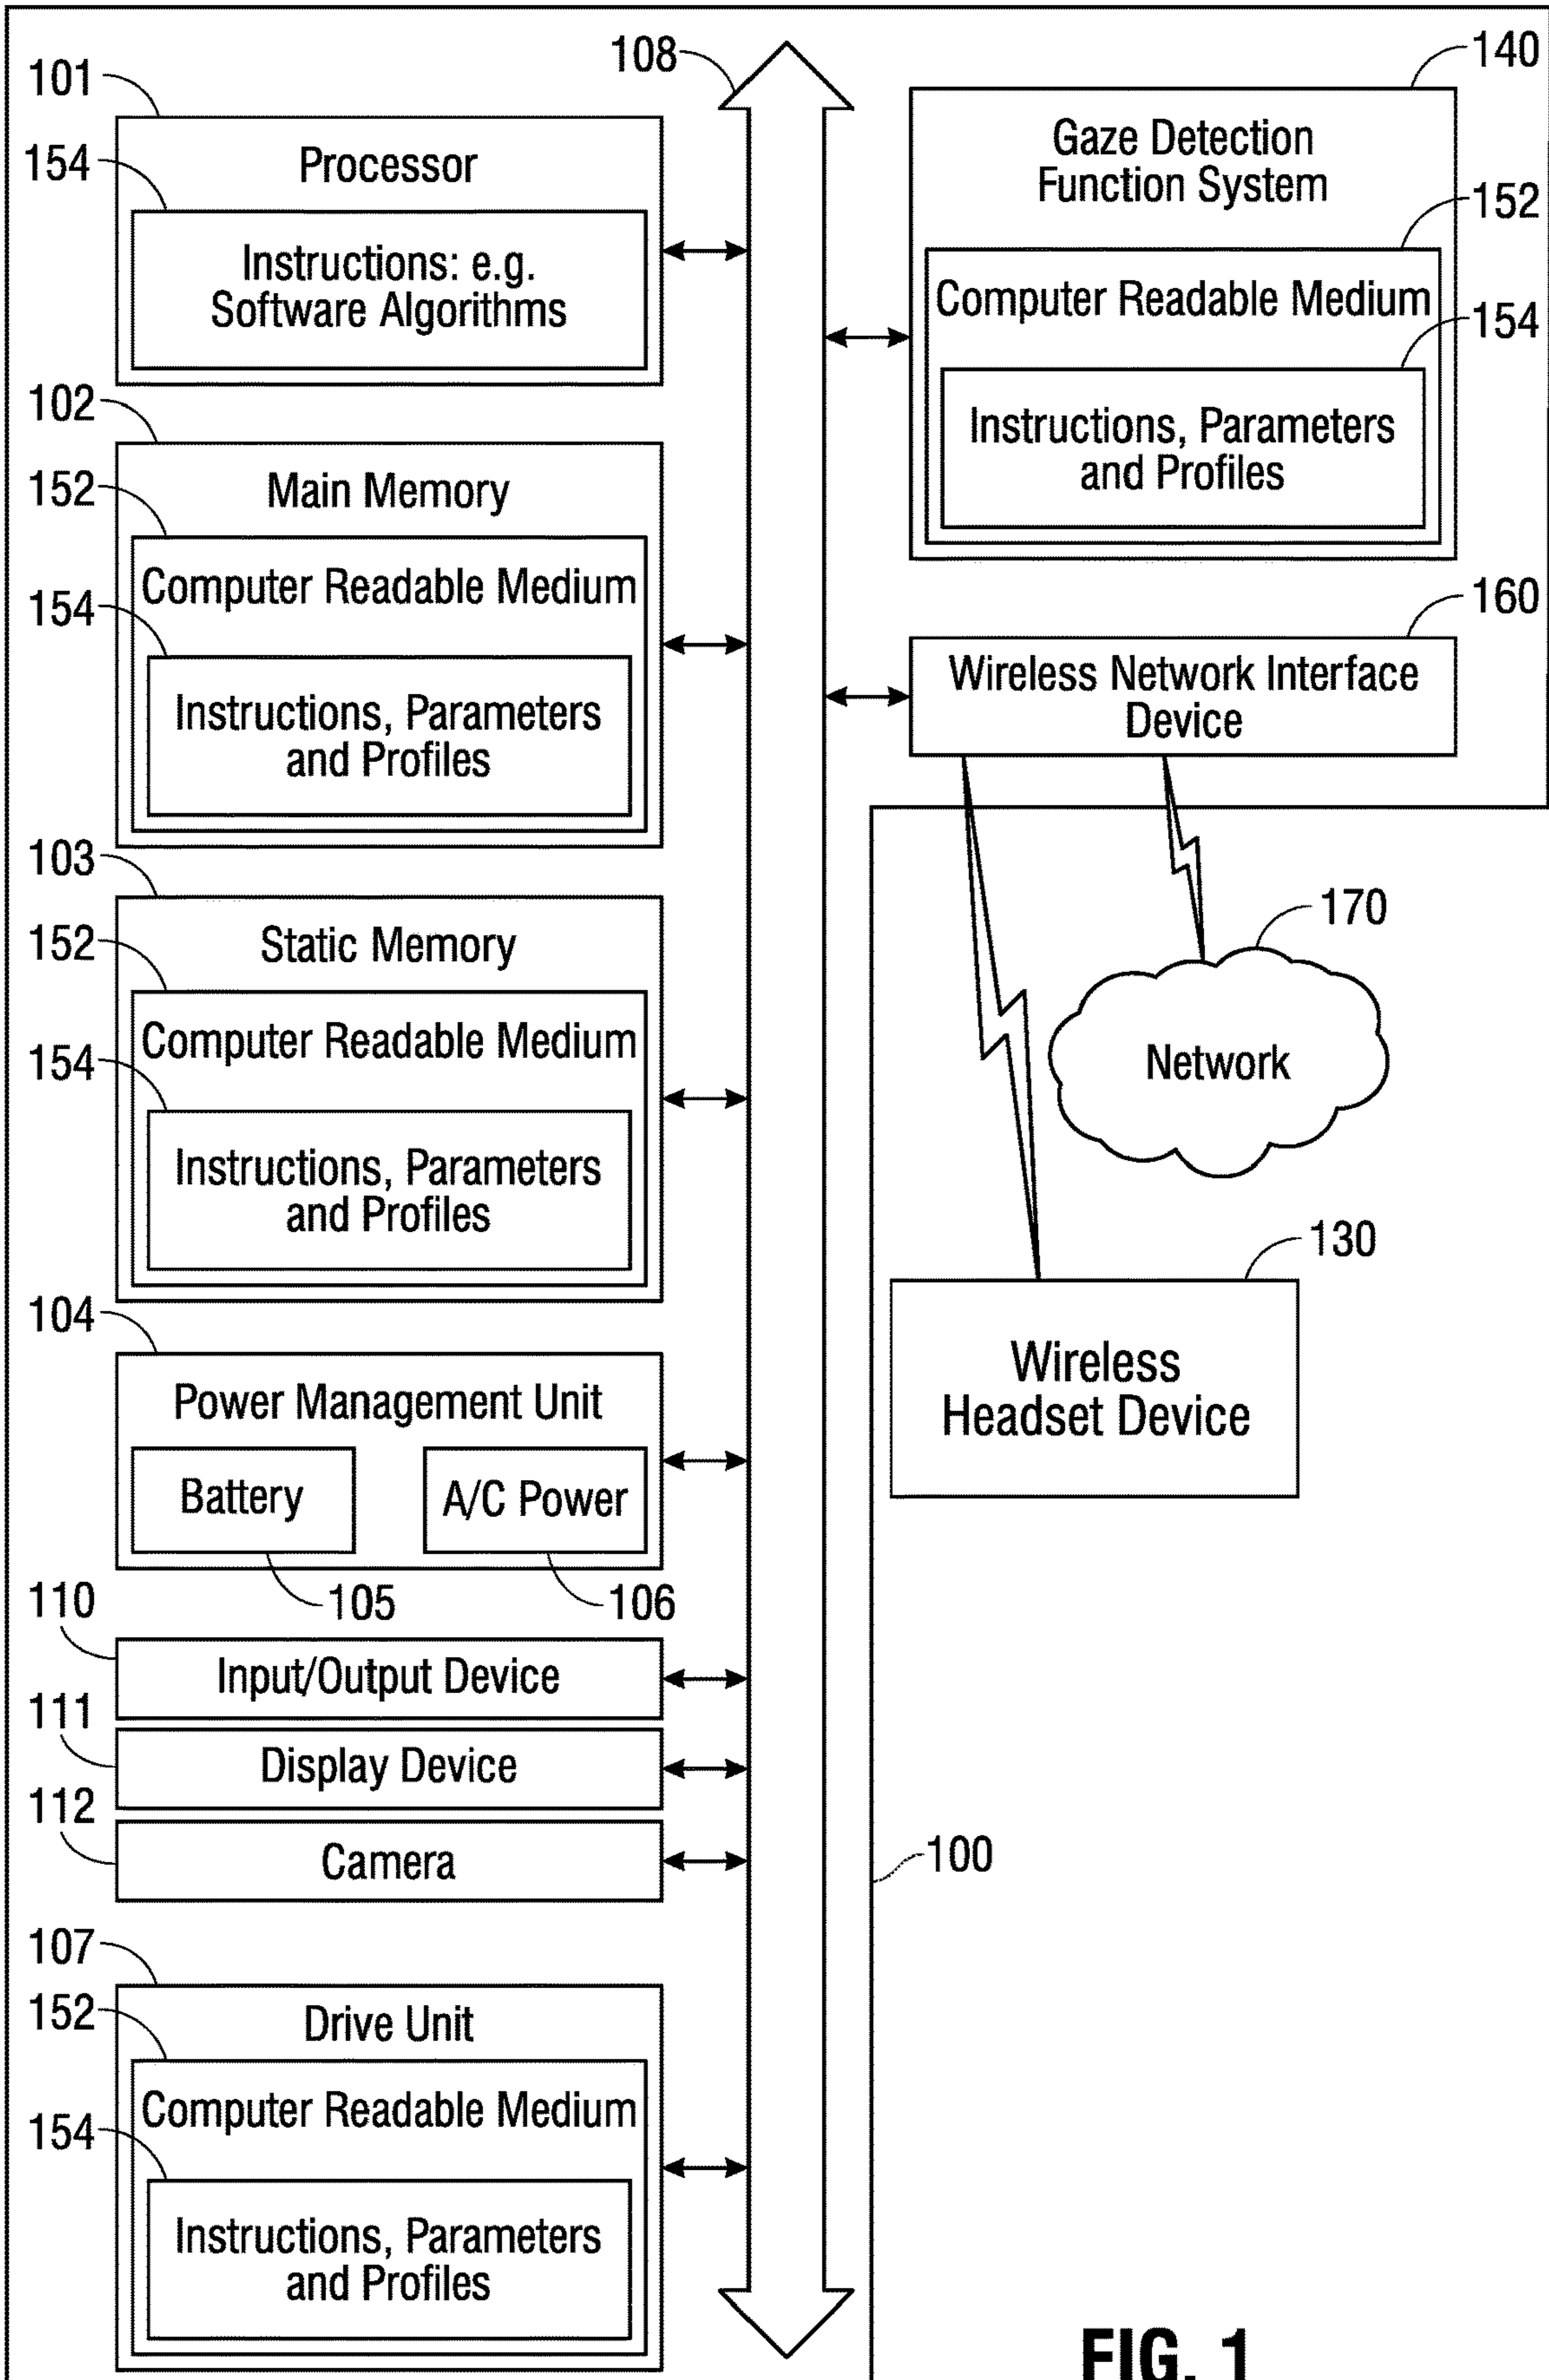 108
101
154
Processor
Instructions: e.g.
Software Algorithms
102
152
Main Memory
Computer Readable Medium
154
Instructions, Parameters
and Profiles
103
152
Static Memory
Computer Readable Medium
154
Instructions, Parameters
and Profiles
104
Power Management Unit
Battery
A/C Power
105
106
110
Input/Output Device
111
Display Device
112
Camera
107
152
Drive Unit
Computer Readable Medium
154
Instructions, Parameters
and Profiles
140
Gaze Detection
Function System
152
Computer Readable Medium
154
Instructions, Parameters
and Profiles
160
Wireless Network Interface
Device
170
Network
130
Wireless
Headset Device
100
FIG. 1